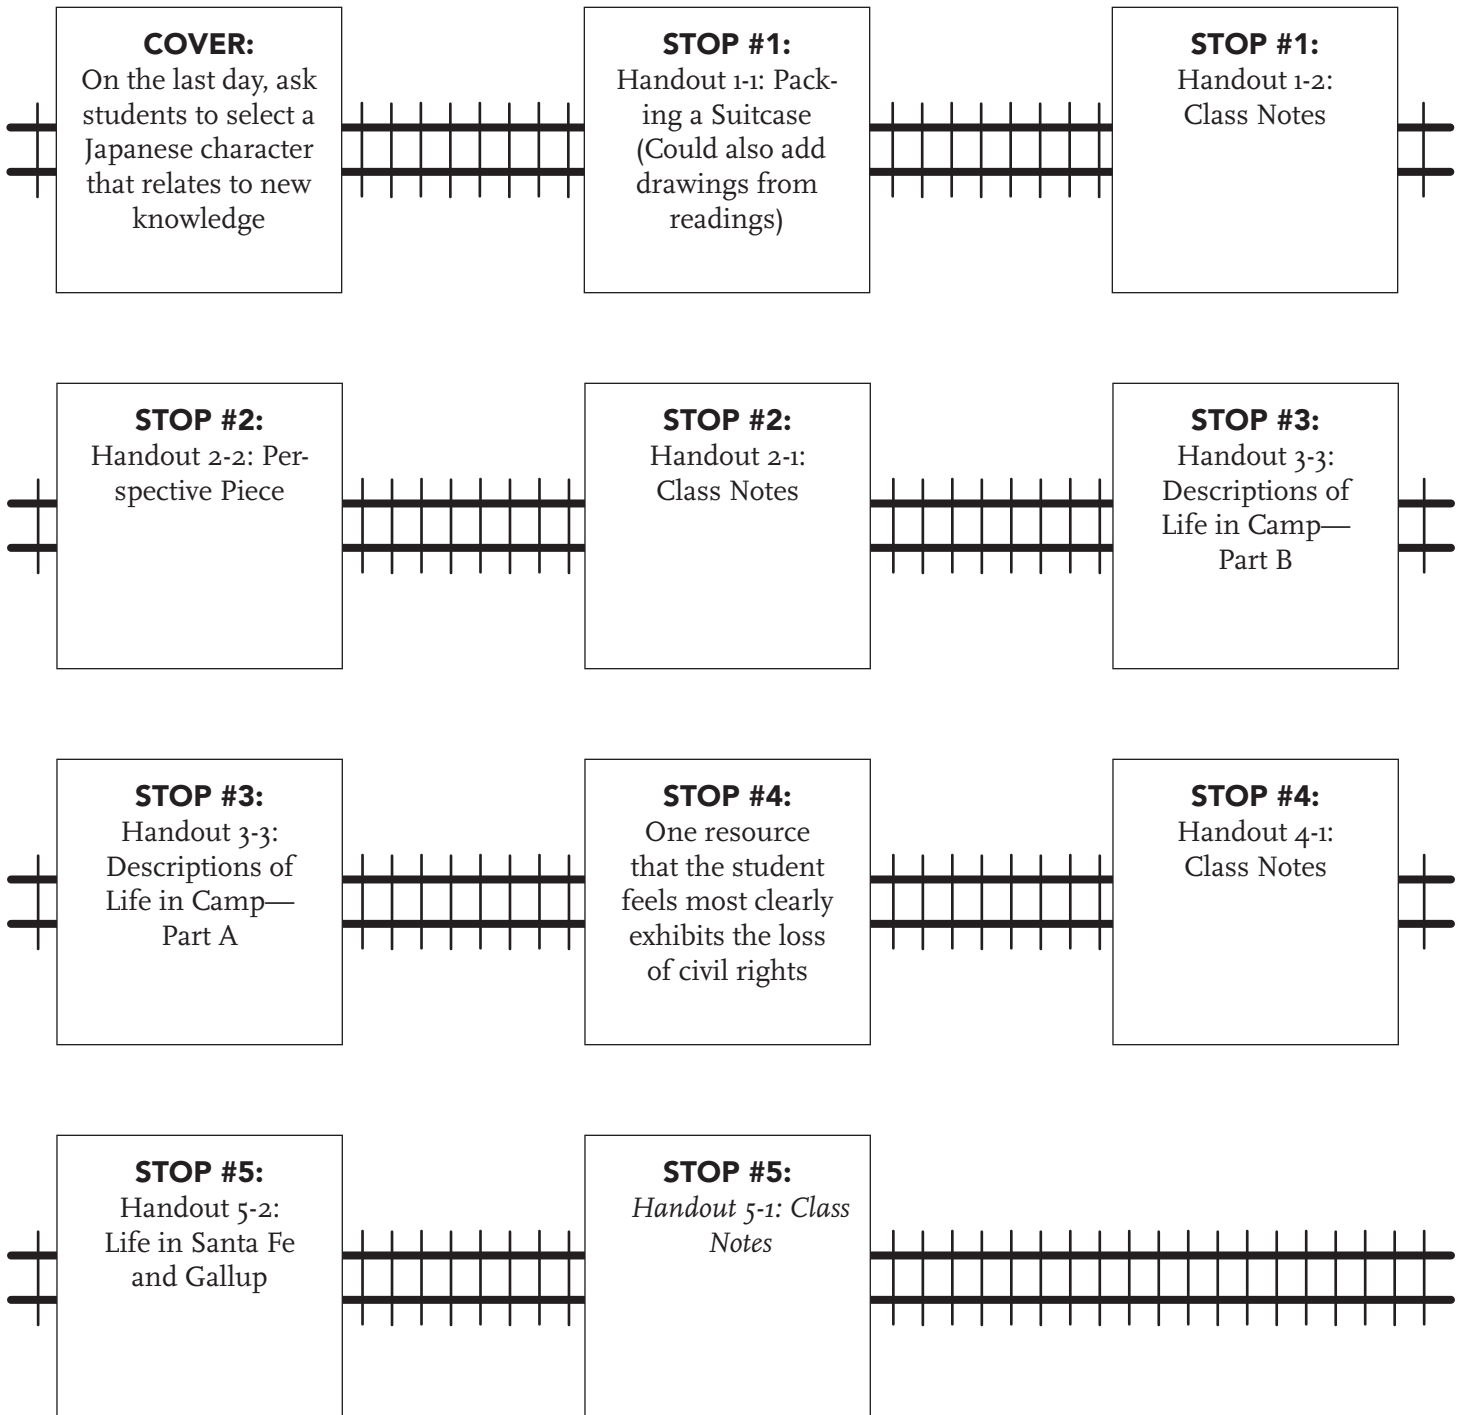 COVER:
On the last day, ask
students to select a
Japanese character
that relates to new
knowledge
STOP #1:
Handout 1-1: Pack-
ing a Suitcase
(Could also add
drawings from
readings)
STOP #1:
Handout 1-2:
Class Notes
STOP #2:
Handout 2-2: Per-
spective Piece
STOP #2:
Handout 2-1:
Class Notes
STOP #3:
Handout 3-3:
Descriptions of
Life in Camp—
Part B
STOP #3:
Handout 3-3:
Descriptions of
Life in Camp—
Part A
STOP #4:
One resource
that the student
feels most clearly
exhibits the loss
of civil rights
STOP #4:
Handout 4-1:
Class Notes
STOP #5:
Handout 5-2:
Life in Santa Fe
and Gallup
STOP #5:
Handout 5-1: Class
Notes